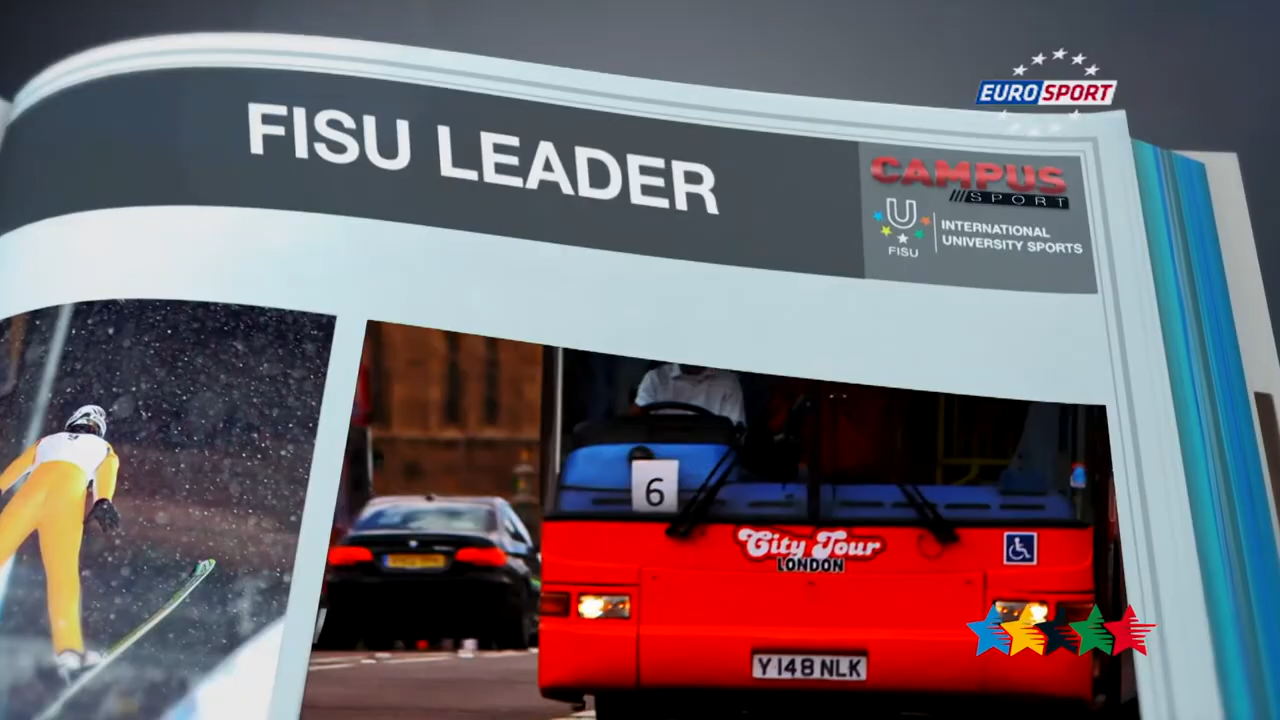 EUROSPORT
FISU LEADER
CAMPUS
SPORT
FISU
INTERNATIONAL
UNIVERSITY SPORTS
6
City Tour
LONDON
Y148 NLK